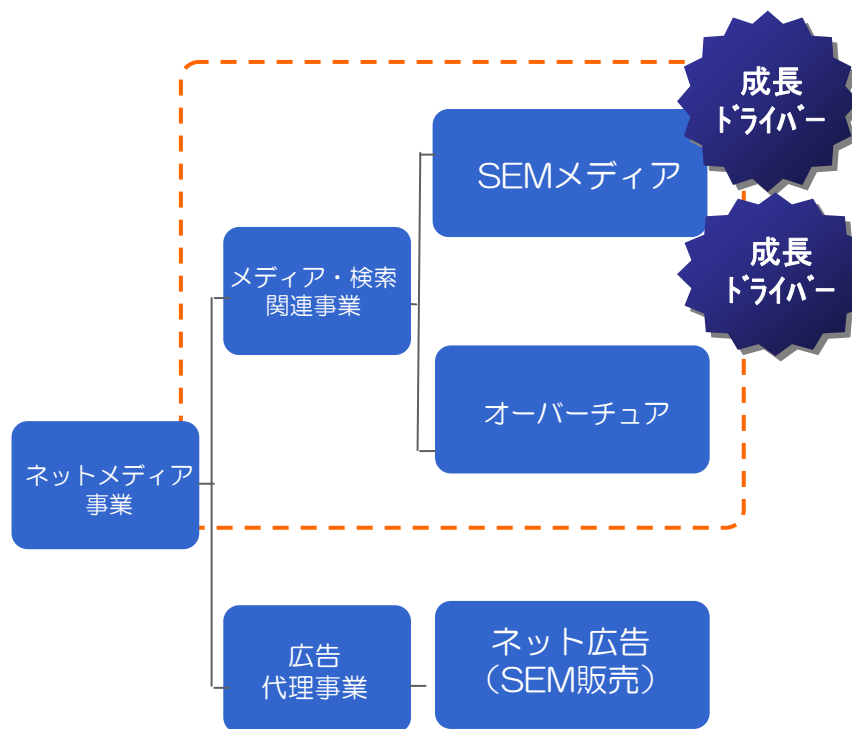 成長
ﾄﾞﾗｲﾊﾞｰ
SEMメディア
成長
ﾄﾞﾗｲﾊﾞｰ
メディア・検索
関連事業
オーバーチュア
ネットメディア
事業
広告
代理事業
ネット広告
（SEM販売）